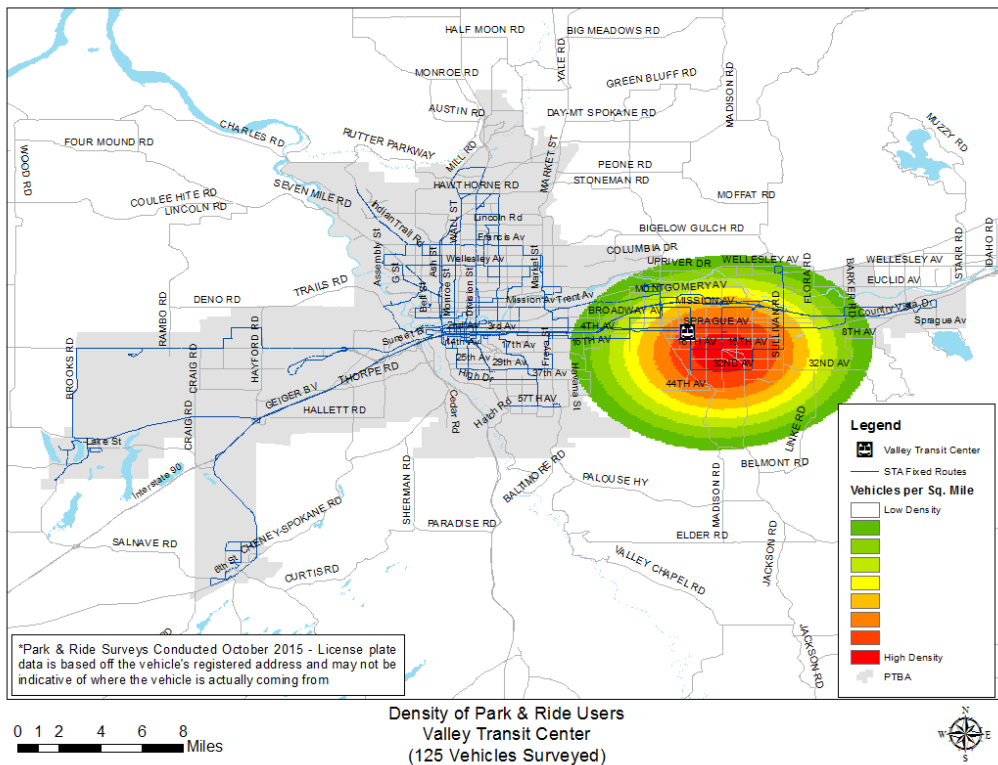 HALF MOON RD
BIG MEADOWS RD
YALE RD
MONROE RD
GREEN BLUFF RD
MADISON RD
AUSTIN RD
DAY-MT SPOKANE RD
MUZZY RD
CHARLES RD
FOUR MOUND RD
RUTTER PARKWAY
MILL RD
MARKET ST
WOOD RD
PEONE RD
STONEMAN RD
SEVEN MILE RD
HAWTHORNE RD
COULEE HITE RD
LINCOLN RD
MOFFAT RD
Indian Trail Rd
WALL ST
Lincoln Rd
BIGELOW GULCH RD
Francis Av
COLUMBIA DR
Assembly St
G St
Ash St
Wellesley Av
Market St
UPRIVER DR
WELLESLEY AV
FLORA RD
BARKER RD
WELLESLEY AV
STARR RD
IDAHO RD
EUCLID AV
TRAILS RD
DENO RD
Monroe St
Division St
Mission Av
Trent Av
MONTGOMERY AV
MISSION AV
BROADWAY AV
Country Vista Dr
RAMBO RD
HAYFORD RD
3rd Av
4TH AV
SPRAGUE AV
SULLIVAN RD
Sprague Av
8TH AV
BROOKS RD
CRAIG RD
14th Av
17th Av
Freya St
16TH AV
16TH AV
25th Av
29th Av
32ND AV
32ND AV
High Dr
37th Av
Havana St
THORPE RD
GEIGER BV
44TH AV
HALLETT RD
57TH AV
Cedar Rd
Hatch Rd
CRAIG RD
LINKE RD
Lake St
Interstate 90
BALTIMORE RD
BELMONT RD
SHERMAN RD
PALOUSE HY
MADISON RD
CHENEY-SPOKANE RD
PARADISE RD
ELDER RD
SALNAVE RD
JACKSON RD
6th St
CURTIS RD
VALLEY CHAPEL RD
JACKSON RD
Legend
Valley Transit Center
STA Fixed Routes
Vehicles per Sq. Mile
Low Density
High Density
PTBA
*Park & Ride Surveys Conducted October 2015 - License plate
data is based off the vehicle's registered address and may not be
indicative of where the vehicle is actually coming from
0 1 2 4 6 8
Miles
Density of Park & Ride Users
Valley Transit Center
(125 Vehicles Surveyed)
N
W E
S